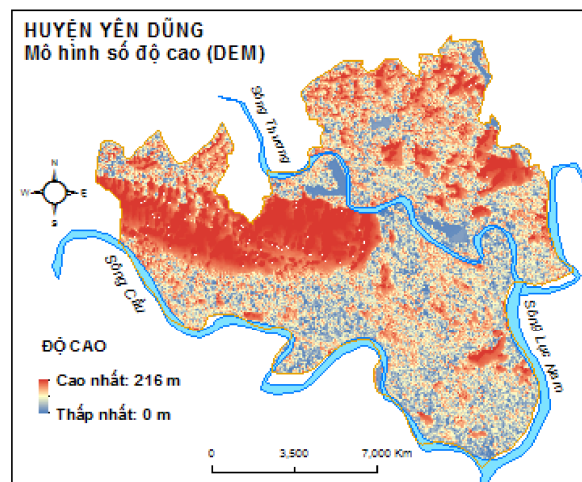 HUYỆN YÊN DŨNG
Mô hình số độ cao (DEM)
Sông Thương
N
W E
S
Sông Cầu
Sông Lục Nam
ĐỘ CAO
Cao nhất: 216 m
Thấp nhất: 0 m
0 3,500 7,000 Km